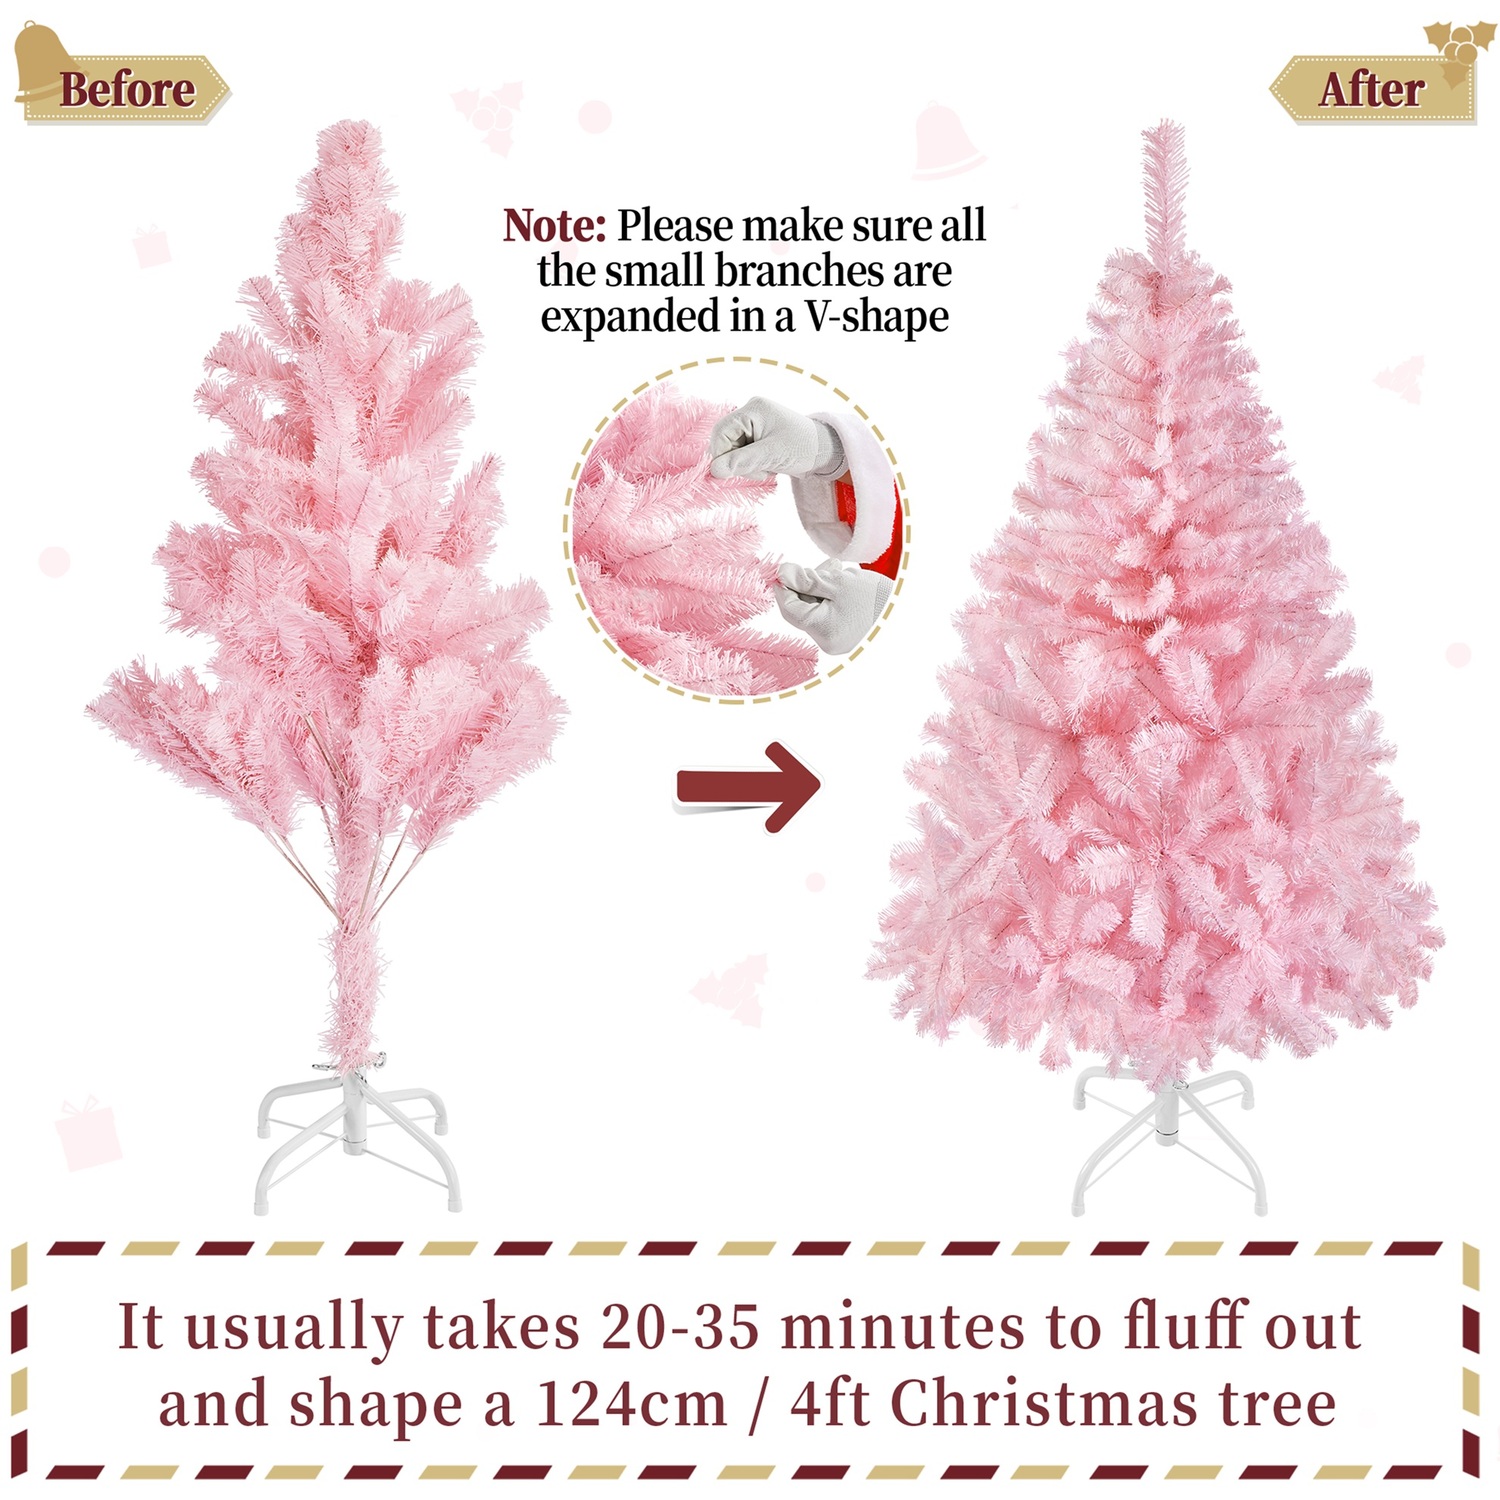 Before
After
Note: Please make sure all
the small branches are
expanded in a V-shape
It usually takes 20-35 minutes to fluff out
and shape a 124cm / 4ft Christmas tree